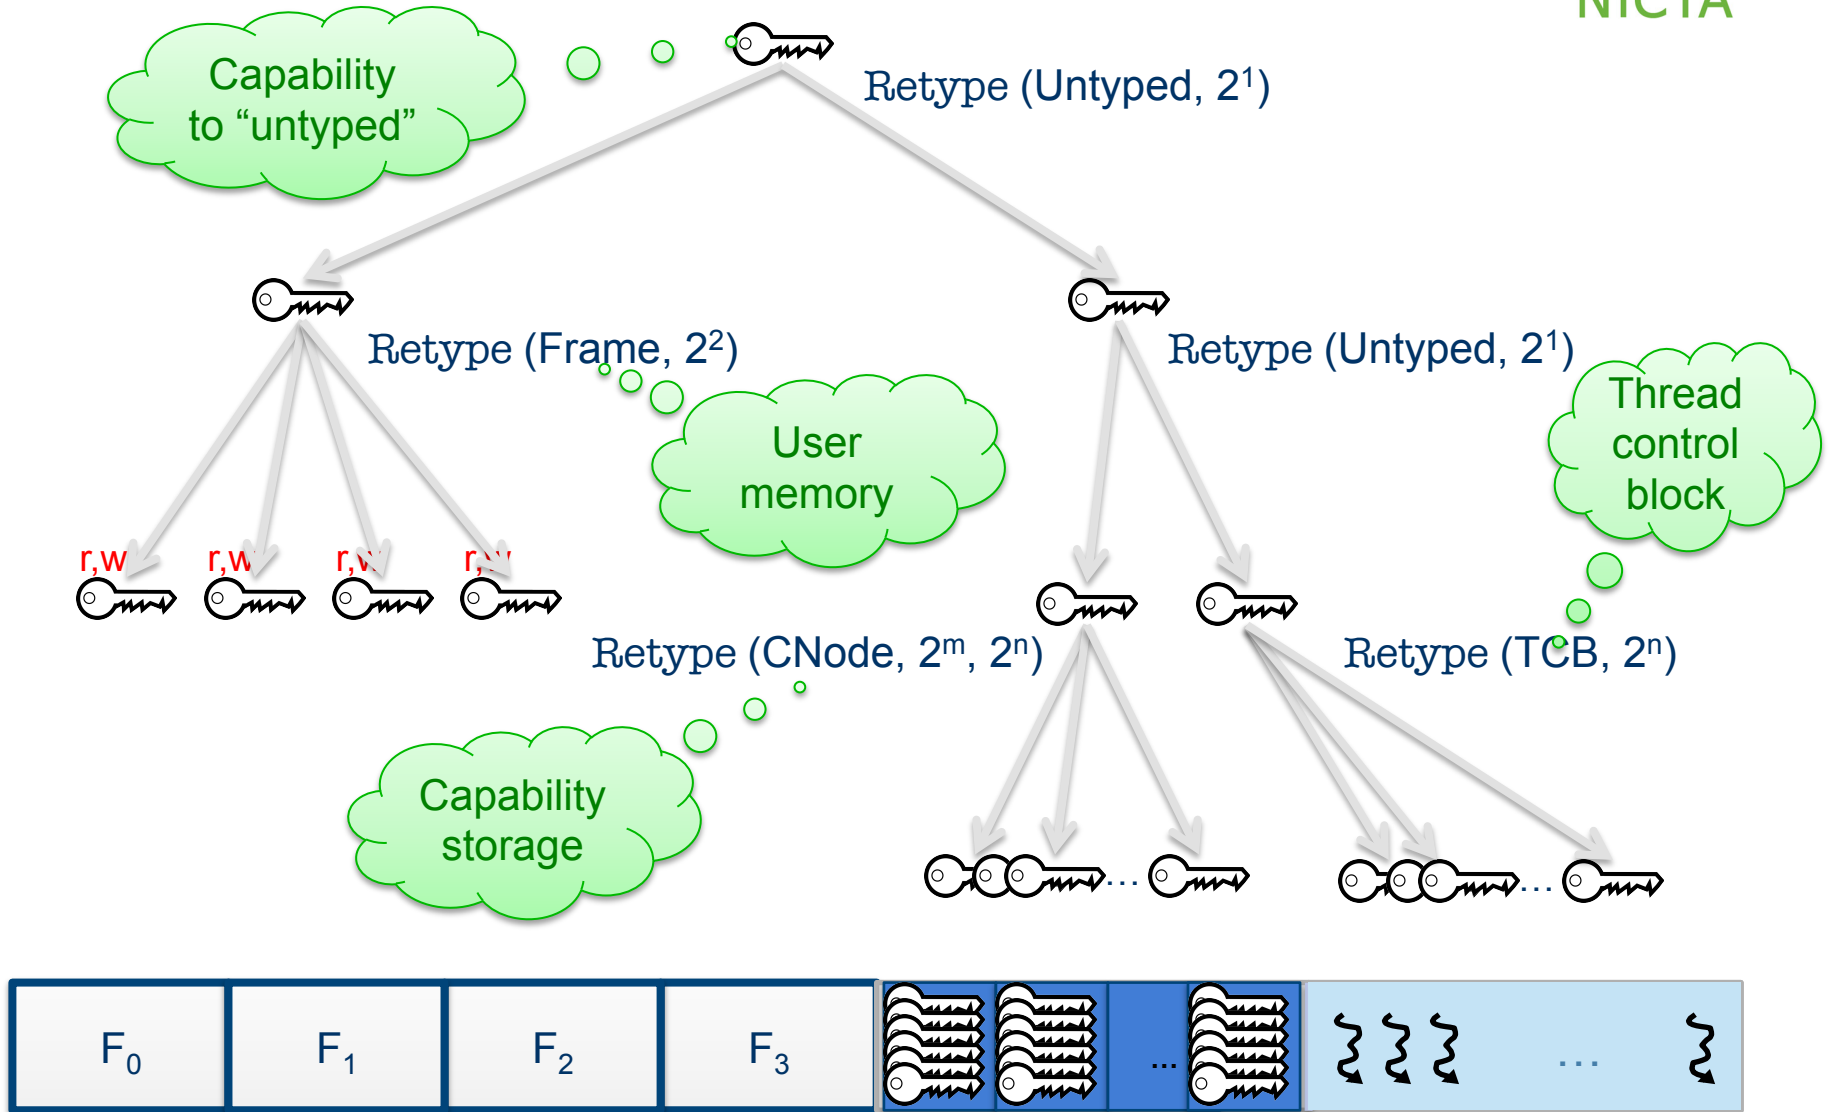 NICTA
Capability
to “untyped”
Retype (Untyped, 2¹)
Retype (Frame, 2²)
Retype (Untyped, 2¹)
Thread
control
block
User
memory
r,w
r,w
r,w
r,w
Retype (CNode, 2ᵐ, 2ⁿ)
Retype (TCB, 2ⁿ)
Capability
storage
... ...
F₀ F₁ F₂ F₃ ... ...